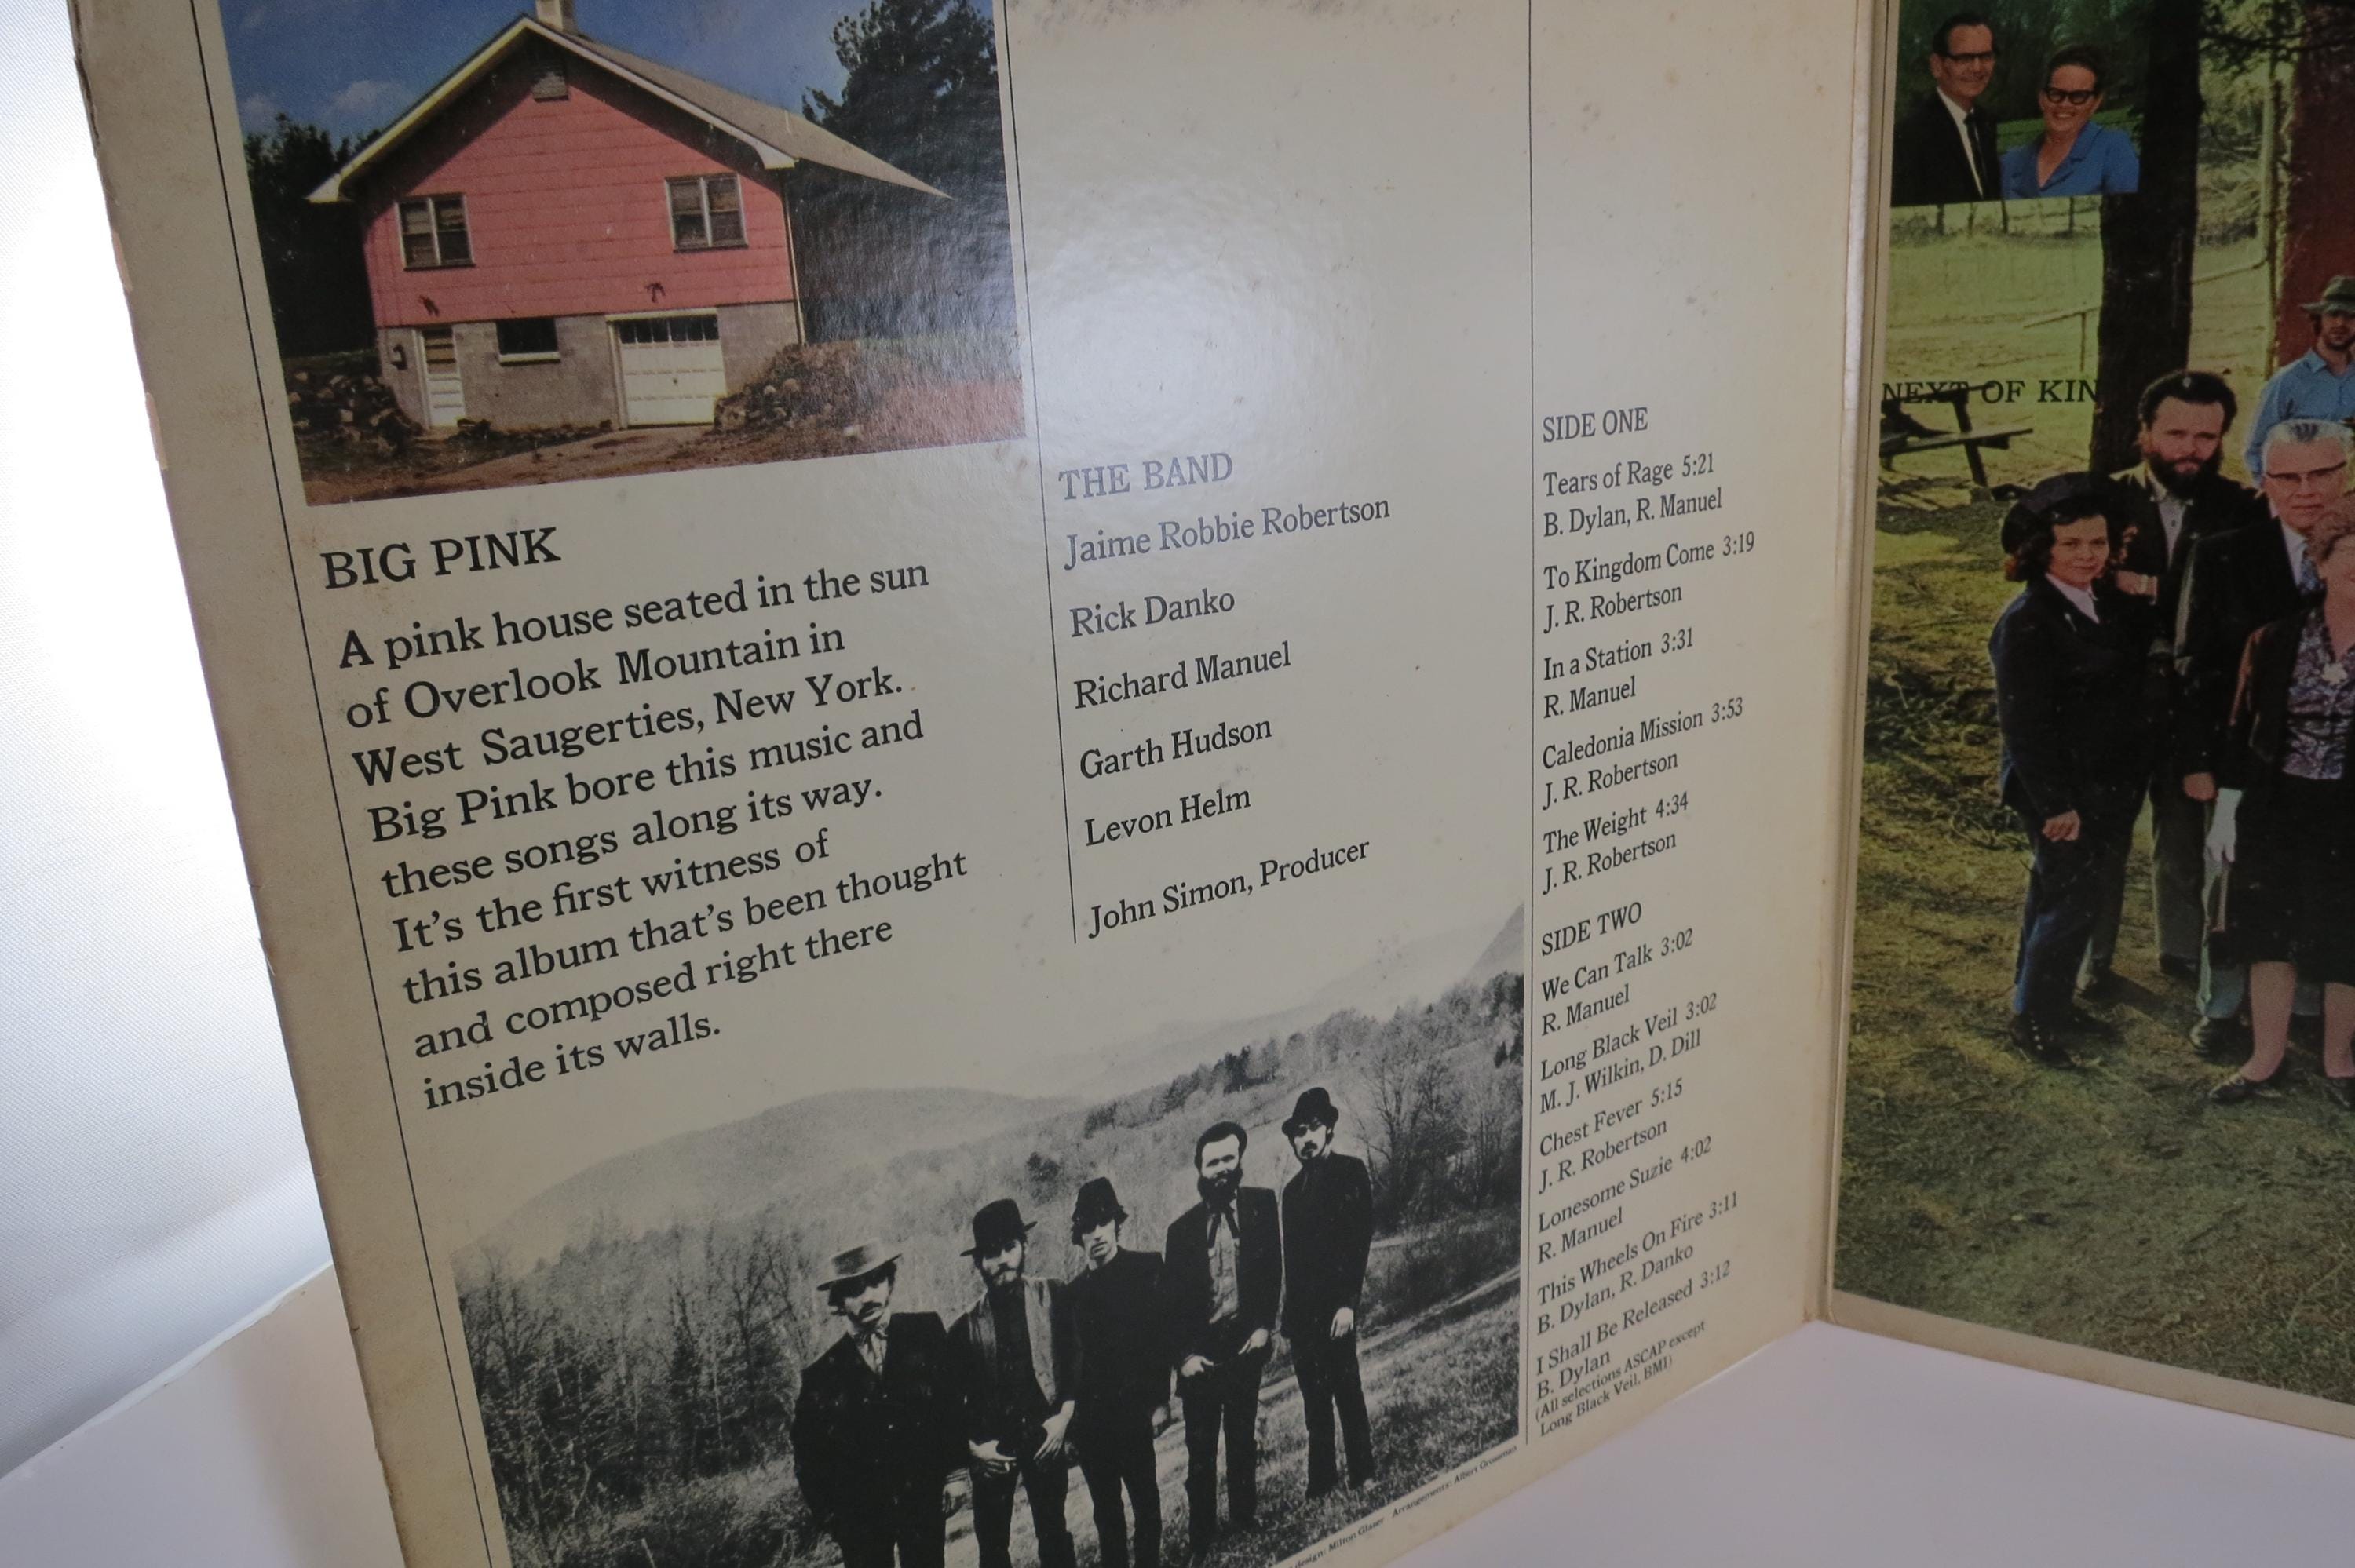 BIG PINK
A pink house seated in the sun
of Overlook Mountain in
West Saugerties, New York.
Big Pink bore this music and
these songs along its way.
It's the first witness of
this album that's been thought
and composed right there
inside its walls.
THE BAND
Jaime Robbie Robertson
Rick Danko
Richard Manuel
Garth Hudson
Levon Helm
John Simon, Producer
SIDE ONE
Tears of Rage 5:21
B. Dylan, R. Manuel
To Kingdom Come 3:19
J. R. Robertson
In a Station 3:31
R. Manuel
Caledonia Mission 3:53
J. R. Robertson
The Weight 4:34
J. R. Robertson
SIDE TWO
We Can Talk 3:02
R. Manuel
Long Black Veil 3:02
M. J. Wilkin, D. Dill
Chest Fever 5:15
J. R. Robertson
Lonesome Suzie 4:02
R. Manuel
This Wheels On Fire 3:11
B. Dylan, R. Danko
I Shall Be Released 3:12
B. Dylan
(All selections ASCAP except
Long Black Veil, BMI)
design: Milton Glaser Arrangements: Albert Grossman
NEXT OF KIN